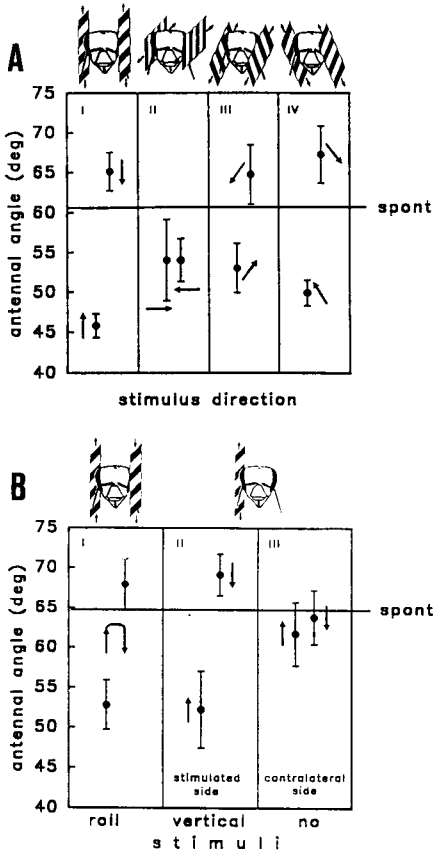 A
75
70
65
60
55
50
45
40
antennal angle (deg)
I
II
III
IV
spont
stimulus direction
B
75
70
65
60
55
50
45
40
antennal angle (deg)
I
II
III
spont
stimulated side
contralateral side
roll
vertical
no
stimuli